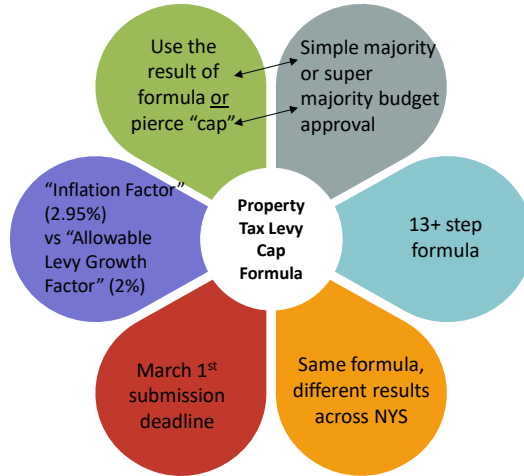 Use the
result of
formula or
pierce “cap”
Simple majority
or super
majority budget
approval
13+ step
formula
Same formula,
different results
across NYS
March 1st
submission
deadline
“Inflation Factor”
(2.95%)
vs “Allowable
Levy Growth
Factor” (2%)
Property
Tax Levy
Cap
Formula